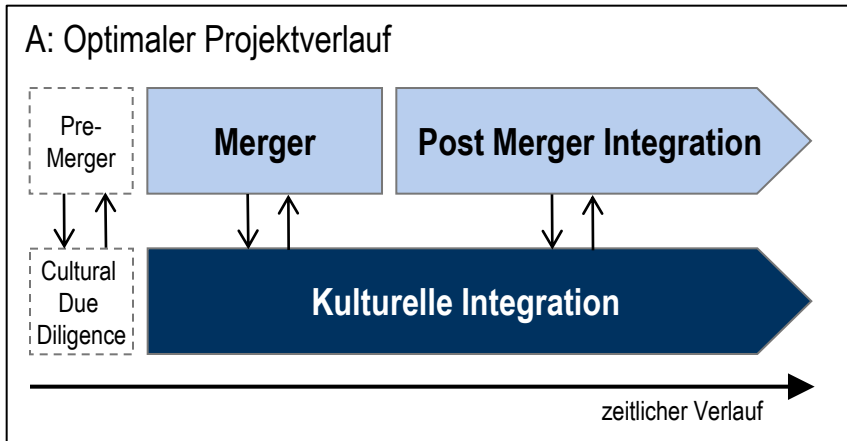 A: Optimaler Projektverlauf
Pre-
Merger
Merger
Post Merger Integration
Cultural
Due
Diligence
Kulturelle Integration
zeitlicher Verlauf